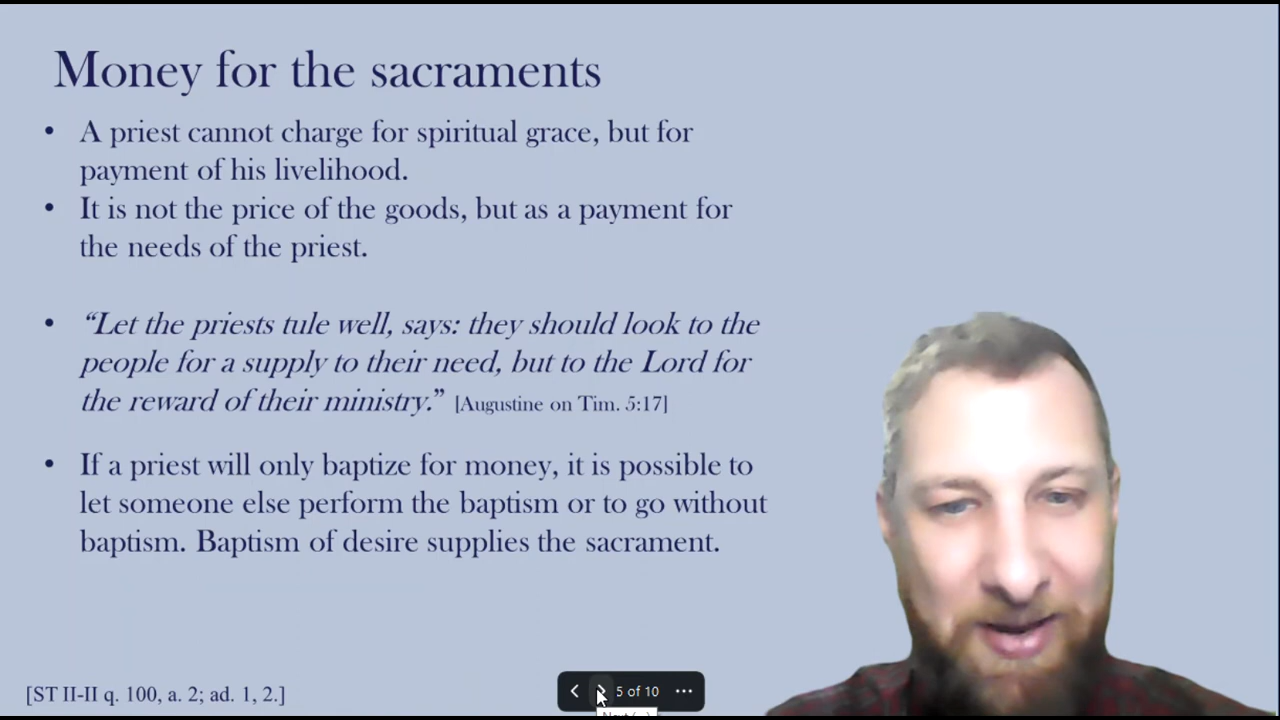 Money for the sacraments
• A priest cannot charge for spiritual grace, but for
payment of his livelihood.
• It is not the price of the goods, but as a payment for
the needs of the priest.
• “Let the priests tule well, says: they should look to the
people for a supply to their need, but to the Lord for
the reward of their ministry.” [Augustine on Tim. 5:17]
• If a priest will only baptize for money, it is possible to
let someone else perform the baptism or to go without
baptism. Baptism of desire supplies the sacrament.
[ST II-II q. 100, a. 2; ad. 1, 2.]
5 of 10